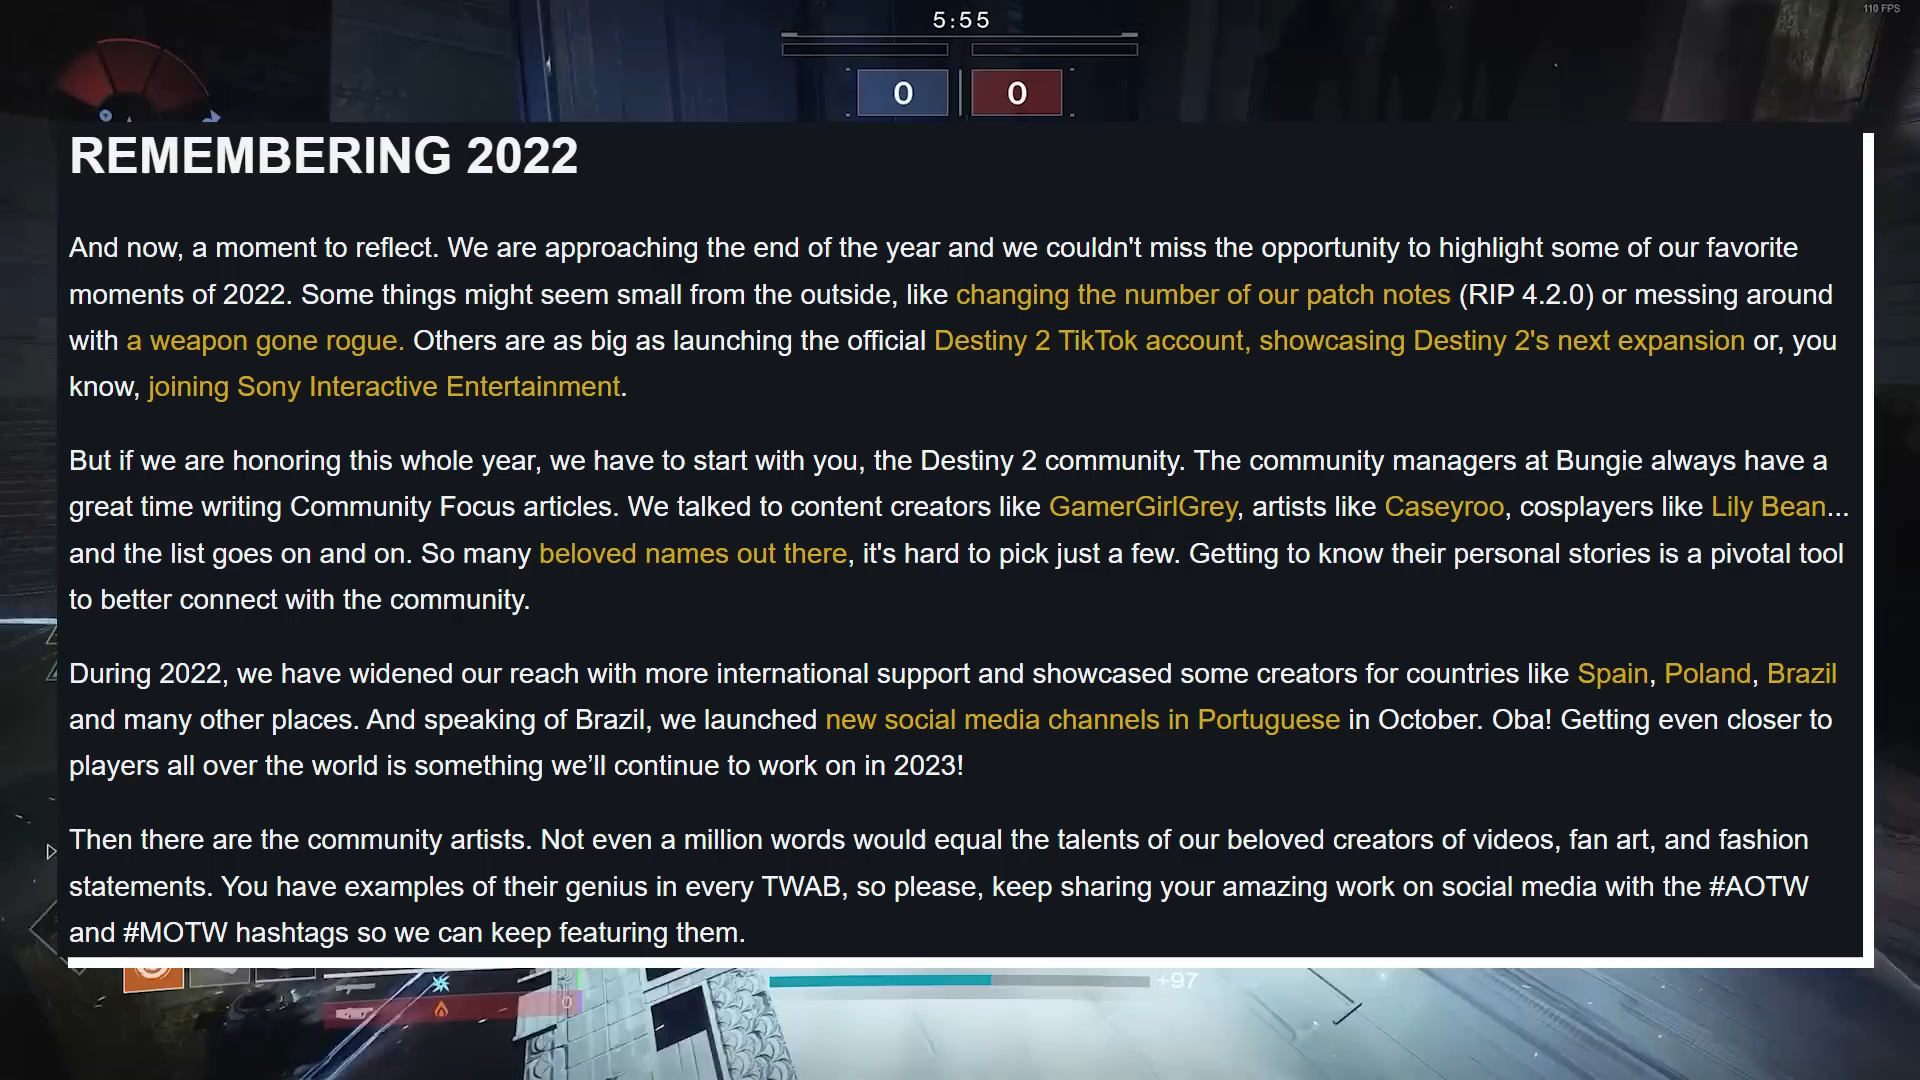 110 FPS
5:55
0
0
REMEMBERING 2022
And now, a moment to reflect. We are approaching the end of the year and we couldn't miss the opportunity to highlight some of our favorite
moments of 2022. Some things might seem small from the outside, like changing the number of our patch notes (RIP 4.2.0) or messing around
with a weapon gone rogue. Others are as big as launching the official Destiny 2 TikTok account, showcasing Destiny 2's next expansion or, you
know, joining Sony Interactive Entertainment.
But if we are honoring this whole year, we have to start with you, the Destiny 2 community. The community managers at Bungie always have a
great time writing Community Focus articles. We talked to content creators like GamerGirlGrey, artists like Caseyroo, cosplayers like Lily Bean...
and the list goes on and on. So many beloved names out there, it's hard to pick just a few. Getting to know their personal stories is a pivotal tool
to better connect with the community.
During 2022, we have widened our reach with more international support and showcased some creators for countries like Spain, Poland, Brazil
and many other places. And speaking of Brazil, we launched new social media channels in Portuguese in October. Oba! Getting even closer to
players all over the world is something we’ll continue to work on in 2023!
Then there are the community artists. Not even a million words would equal the talents of our beloved creators of videos, fan art, and fashion
statements. You have examples of their genius in every TWAB, so please, keep sharing your amazing work on social media with the #AOTW
and #MOTW hashtags so we can keep featuring them.
+97
0